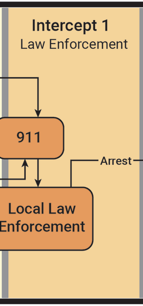 Intercept 1
Law Enforcement
911
Arrest
Local Law
Enforcement